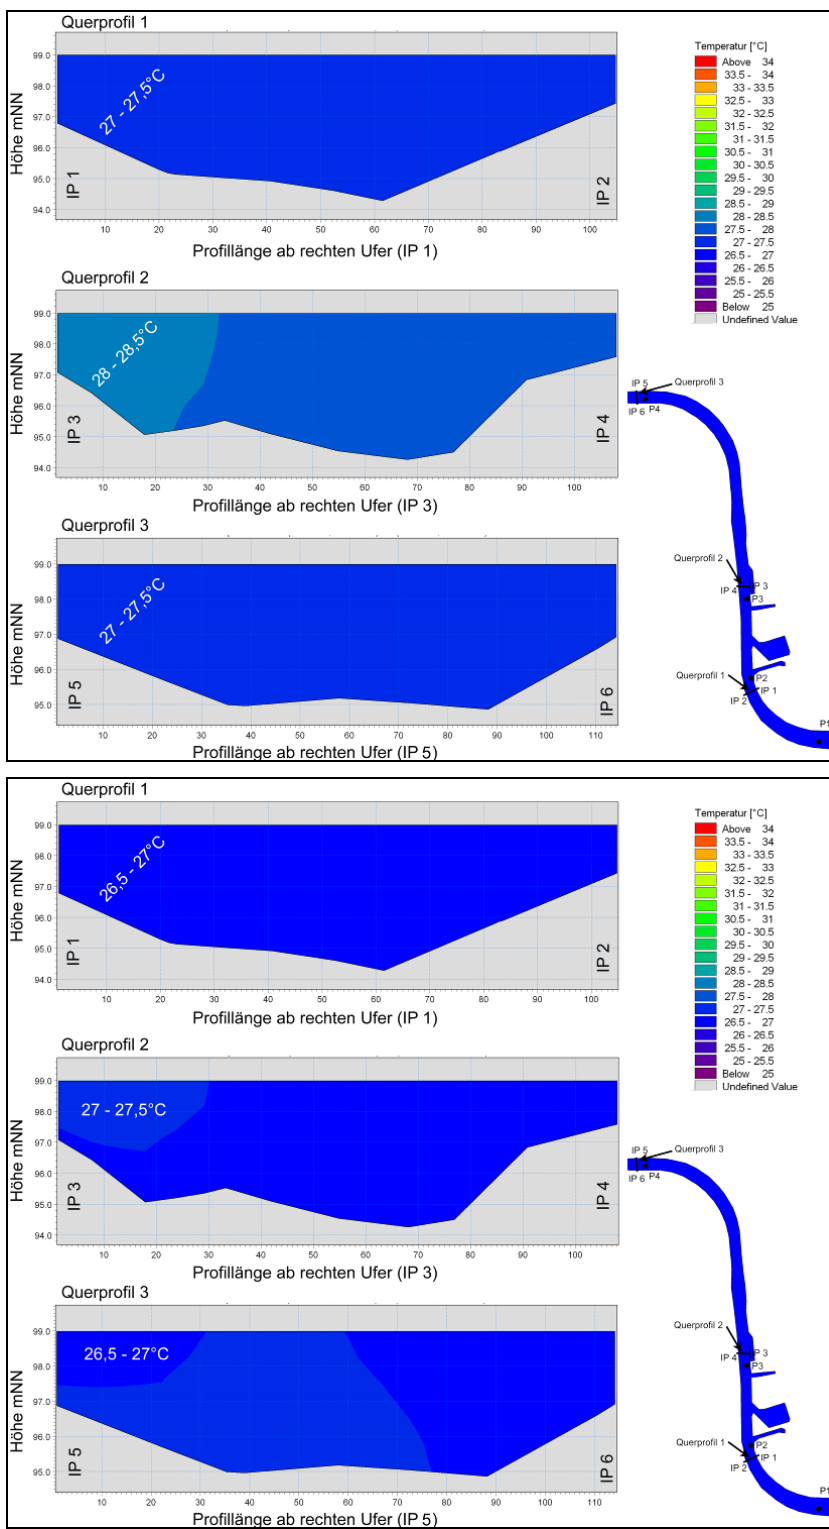 Querprofil 1
99.0
98.0
97.0
96.0
95.0
94.0
Höhe mNN
27 - 27,5°C
IP 1
IP 2
10 20 30 40 50 60 70 80 90 100
Profillänge ab rechten Ufer (IP 1)
Querprofil 2
99.0
98.0
97.0
96.0
95.0
94.0
Höhe mNN
28 - 28,5°C
IP 3
IP 4
10 20 30 40 50 60 70 80 90 100
Profillänge ab rechten Ufer (IP 3)
Querprofil 3
99.0
98.0
97.0
96.0
95.0
Höhe mNN
27 - 27,5°C
IP 5
IP 6
10 20 30 40 50 60 70 80 90 100 110
Profillänge ab rechten Ufer (IP 5)
Temperatur [°C]
Above 34
33.5 - 34
33 - 33.5
32.5 - 33
32 - 32.5
31.5 - 32
31 - 31.5
30.5 - 31
30 - 30.5
29.5 - 30
29 - 29.5
28.5 - 29
28 - 28.5
27.5 - 28
27 - 27.5
26.5 - 27
26 - 26.5
25.5 - 26
25 - 25.5
Below 25
Undefined Value
IP 5
Querprofil 3
IP 6
P4
Querprofil 2
IP 3
IP 4
P3
Querprofil 1
P2
IP 1
IP 2
P1
Querprofil 1
99.0
98.0
97.0
96.0
95.0
94.0
Höhe mNN
26,5 - 27°C
IP 1
IP 2
10 20 30 40 50 60 70 80 90 100
Profillänge ab rechten Ufer (IP 1)
Querprofil 2
99.0
98.0
97.0
96.0
95.0
94.0
Höhe mNN
27 - 27,5°C
IP 3
IP 4
10 20 30 40 50 60 70 80 90 100
Profillänge ab rechten Ufer (IP 3)
Querprofil 3
99.0
98.0
97.0
96.0
95.0
Höhe mNN
26,5 - 27°C
IP 5
IP 6
10 20 30 40 50 60 70 80 90 100 110
Profillänge ab rechten Ufer (IP 5)
Temperatur [°C]
Above 34
33.5 - 34
33 - 33.5
32.5 - 33
32 - 32.5
31.5 - 32
31 - 31.5
30.5 - 31
30 - 30.5
29.5 - 30
29 - 29.5
28.5 - 29
28 - 28.5
27.5 - 28
27 - 27.5
26.5 - 27
26 - 26.5
25.5 - 26
25 - 25.5
Below 25
Undefined Value
IP 5
Querprofil 3
IP 6
P4
Querprofil 2
IP 3
IP 4
P3
Querprofil 1
P2
IP 1
IP 2
P1